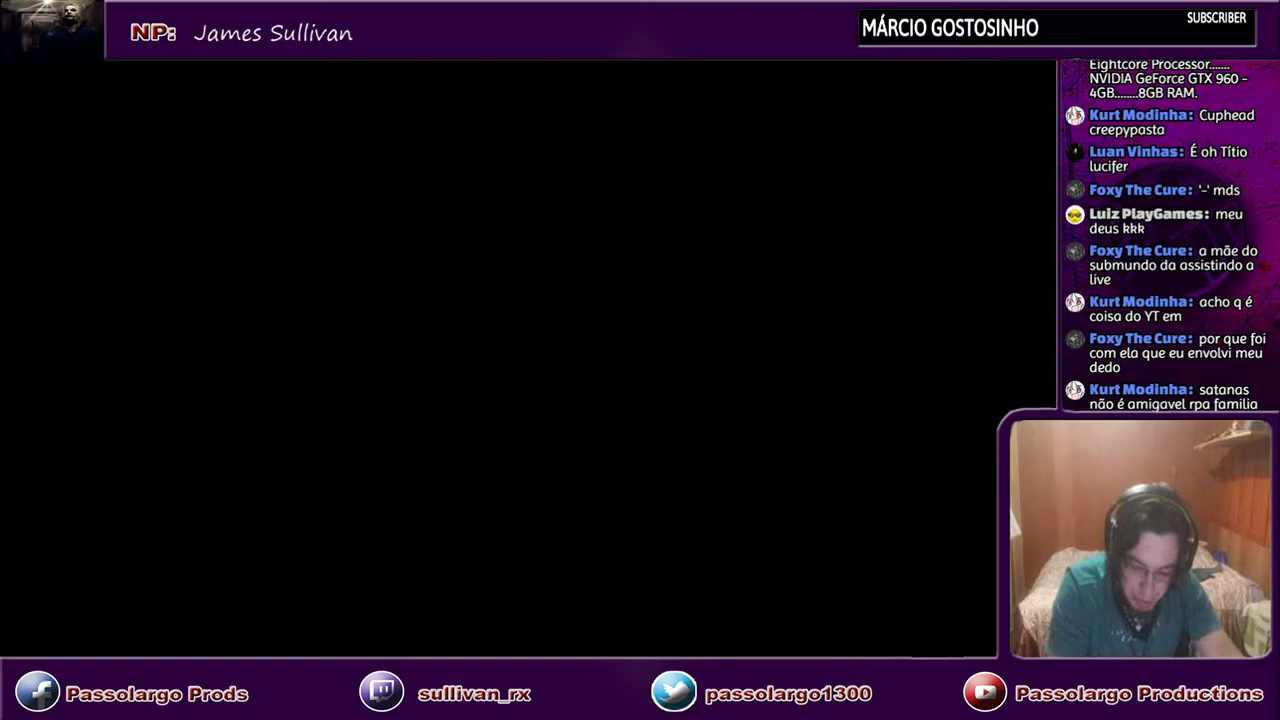 NP: James Sullivan
MÁRCIO GOSTOSINHO
SUBSCRIBER
Eightcore Processor.......
NVIDIA GeForce GTX 960 -
4GB........8GB RAM.
Kurt Modinha: Cuphead
creepypasta
Luan Vinhas: É oh Títio
lucifer
Foxy The Cure: '-' mds
Luiz PlayGames: meu
deus kkk
Foxy The Cure: a mãe do
submundo da assistindo a
live
Kurt Modinha: acho q é
coisa do YT em
Foxy The Cure: por que foi
com ela que eu envolvi meu
dedo
Kurt Modinha: satanas
não é amigavel rpa familia
Passolargo Prods
sullivan_rx
passolargo1300
Passolargo Productions